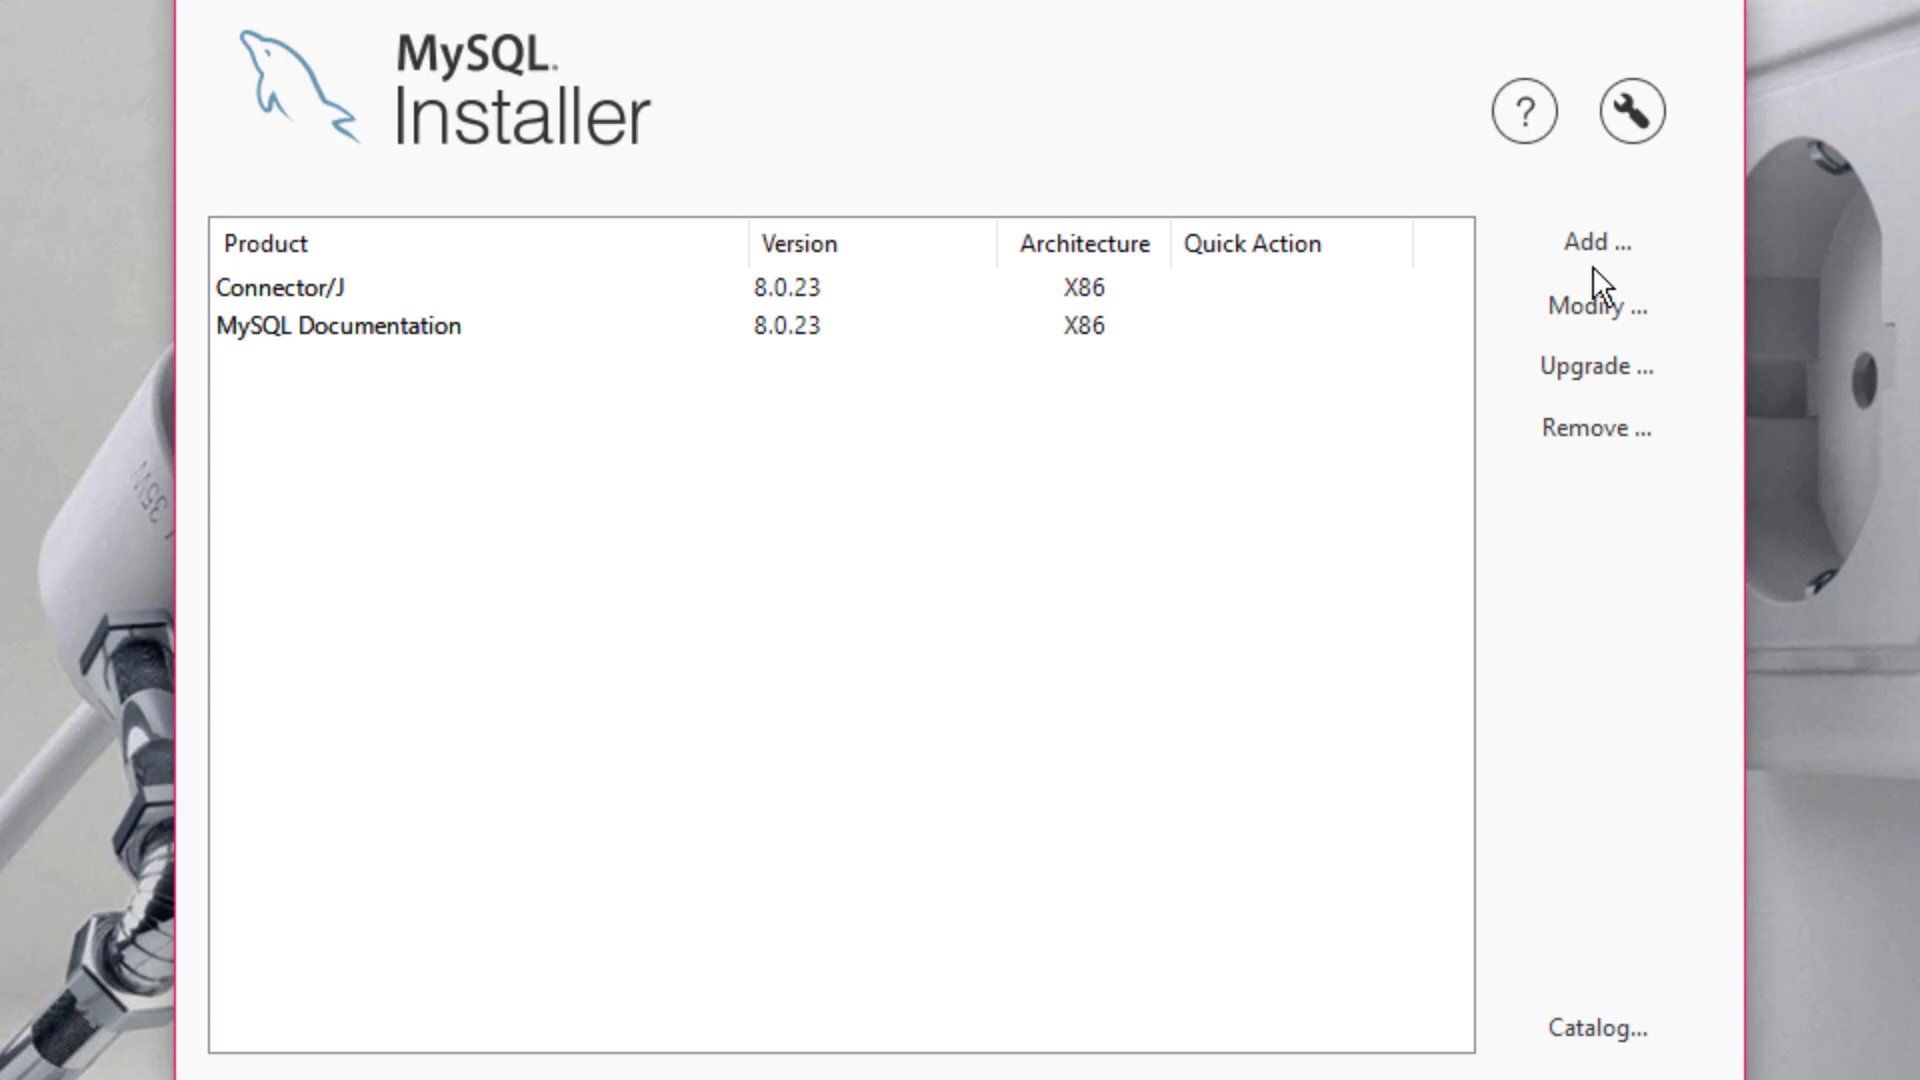 MySQL.
Installer
?
Product Version Architecture Quick Action
Connector/J 8.0.23 X86
MySQL Documentation 8.0.23 X86
Add ...
Modify ...
Upgrade ...
Remove ...
Catalog...
35W